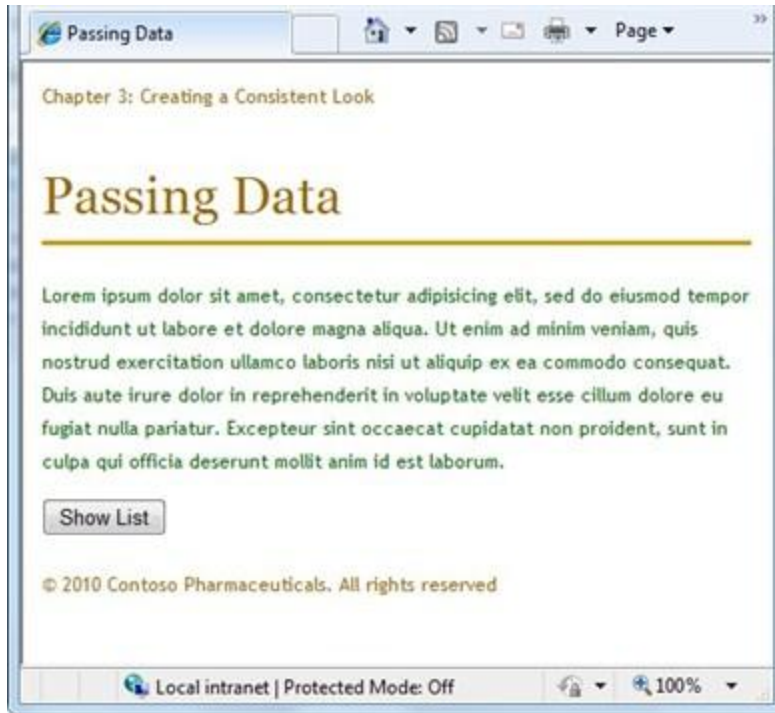 Passing Data
Page
Chapter 3: Creating a Consistent Look
Passing Data
Lorem ipsum dolor sit amet, consectetur adipisicing elit, sed do eiusmod tempor
incididunt ut labore et dolore magna aliqua. Ut enim ad minim veniam, quis
nostrud exercitation ullamco laboris nisi ut aliquip ex ea commodo consequat.
Duis aute irure dolor in reprehenderit in voluptate velit esse cillum dolore eu
fugiat nulla pariatur. Excepteur sint occaecat cupidatat non proident, sunt in
culpa qui officia deserunt mollit anim id est laborum.
Show List
© 2010 Contoso Pharmaceuticals. All rights reserved
Local intranet | Protected Mode: Off
100%